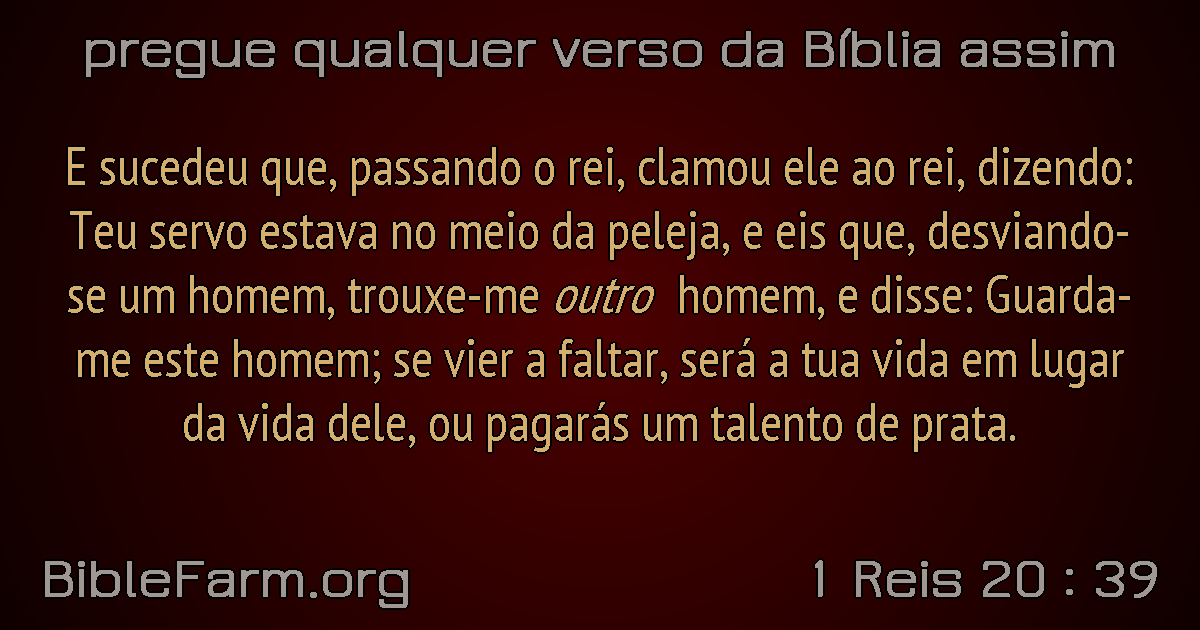 pregue qualquer verso da Bíblia assim
E sucedeu que, passando o rei, clamou ele ao rei, dizendo:
Teu servo estava no meio da peleja, e eis que, desviando-
se um homem, trouxe-me outro homem, e disse: Guarda-
me este homem; se vier a faltar, será a tua vida em lugar
da vida dele, ou pagarás um talento de prata.
BibleFarm.org
1 Reis 20 : 39